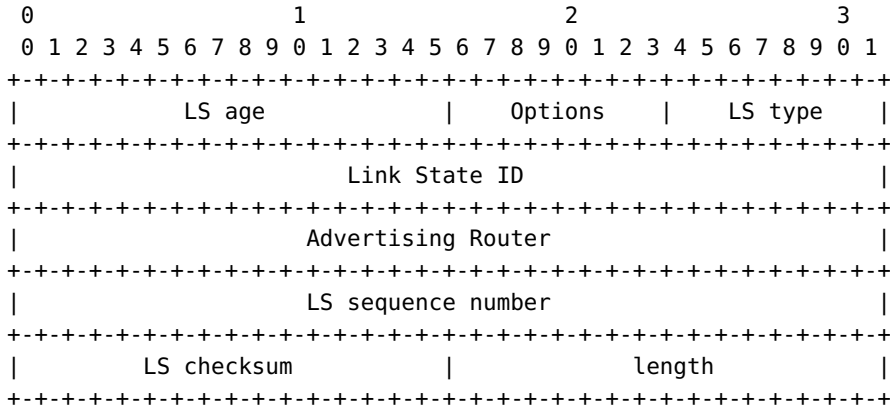 0                   1                   2                   3
0 1 2 3 4 5 6 7 8 9 0 1 2 3 4 5 6 7 8 9 0 1 2 3 4 5 6 7 8 9 0 1
+-+-+-+-+-+-+-+-+-+-+-+-+-+-+-+-+-+-+-+-+-+-+-+-+-+-+-+-+-+-+-+-+
|            LS age             |    Options    |    LS type    |
+-+-+-+-+-+-+-+-+-+-+-+-+-+-+-+-+-+-+-+-+-+-+-+-+-+-+-+-+-+-+-+-+
|                        Link State ID                          |
+-+-+-+-+-+-+-+-+-+-+-+-+-+-+-+-+-+-+-+-+-+-+-+-+-+-+-+-+-+-+-+-+
|                     Advertising Router                        |
+-+-+-+-+-+-+-+-+-+-+-+-+-+-+-+-+-+-+-+-+-+-+-+-+-+-+-+-+-+-+-+-+
|                     LS sequence number                        |
+-+-+-+-+-+-+-+-+-+-+-+-+-+-+-+-+-+-+-+-+-+-+-+-+-+-+-+-+-+-+-+-+
|         LS checksum           |             length            |
+-+-+-+-+-+-+-+-+-+-+-+-+-+-+-+-+-+-+-+-+-+-+-+-+-+-+-+-+-+-+-+-+